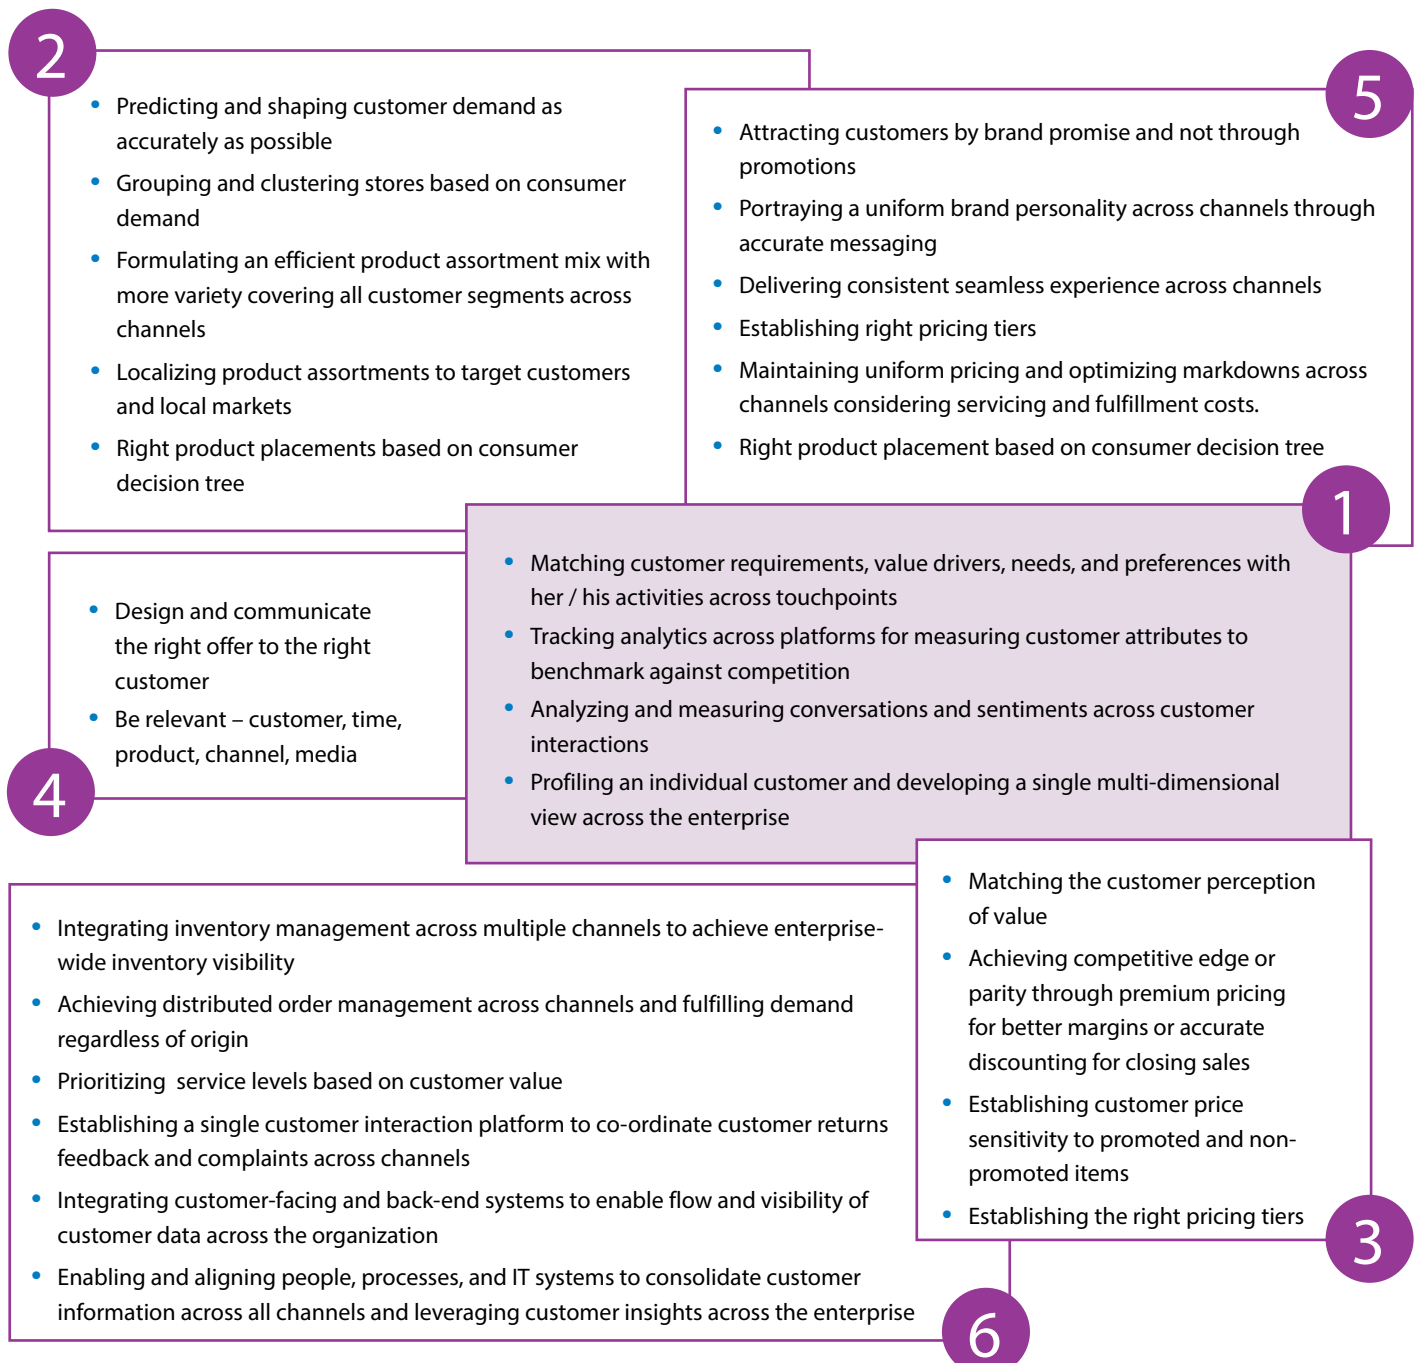 2
• Predicting and shaping customer demand as
accurately as possible
• Grouping and clustering stores based on consumer
demand
• Formulating an efficient product assortment mix with
more variety covering all customer segments across
channels
• Localizing product assortments to target customers
and local markets
• Right product placements based on consumer
decision tree
5
• Attracting customers by brand promise and not through
promotions
• Portraying a uniform brand personality across channels through
accurate messaging
• Delivering consistent seamless experience across channels
• Establishing right pricing tiers
• Maintaining uniform pricing and optimizing markdowns across
channels considering servicing and fulfillment costs.
• Right product placement based on consumer decision tree
1
• Matching customer requirements, value drivers, needs, and preferences with
her / his activities across touchpoints
• Tracking analytics across platforms for measuring customer attributes to
benchmark against competition
• Analyzing and measuring conversations and sentiments across customer
interactions
• Profiling an individual customer and developing a single multi-dimensional
view across the enterprise
• Design and communicate
the right offer to the right
customer
• Be relevant – customer, time,
product, channel, media
4
• Matching the customer perception
of value
• Achieving competitive edge or
parity through premium pricing
for better margins or accurate
discounting for closing sales
• Establishing customer price
sensitivity to promoted and non-
promoted items
• Establishing the right pricing tiers
3
• Integrating inventory management across multiple channels to achieve enterprise-
wide inventory visibility
• Achieving distributed order management across channels and fulfilling demand
regardless of origin
• Prioritizing  service levels based on customer value
• Establishing a single customer interaction platform to co-ordinate customer returns
feedback and complaints across channels
• Integrating customer-facing and back-end systems to enable flow and visibility of
customer data across the organization
• Enabling and aligning people, processes, and IT systems to consolidate customer
information across all channels and leveraging customer insights across the enterprise
6